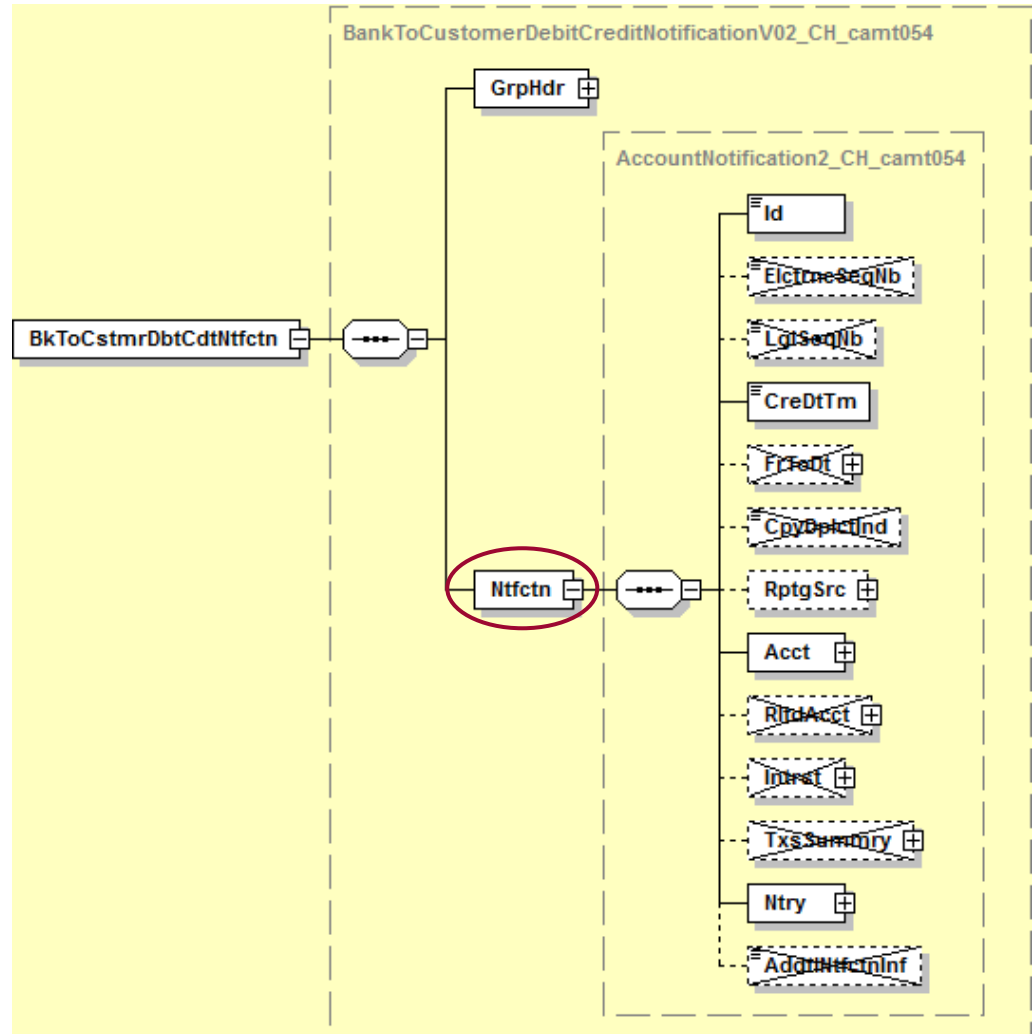 BankToCustomerDebitCreditNotificationV02_CH_camt054
GrpHdr
AccountNotification2_CH_camt054
Id
ElctrncSeqNb
LglSeqNb
BkToCstmrDbtCdtNtfctn
CreDtTm
FrToDt
CpyDplctInd
Ntfctn
RptgSrc
Acct
RltdAcct
Intrst
TxsSummry
Ntry
AddtlNtfctnInf